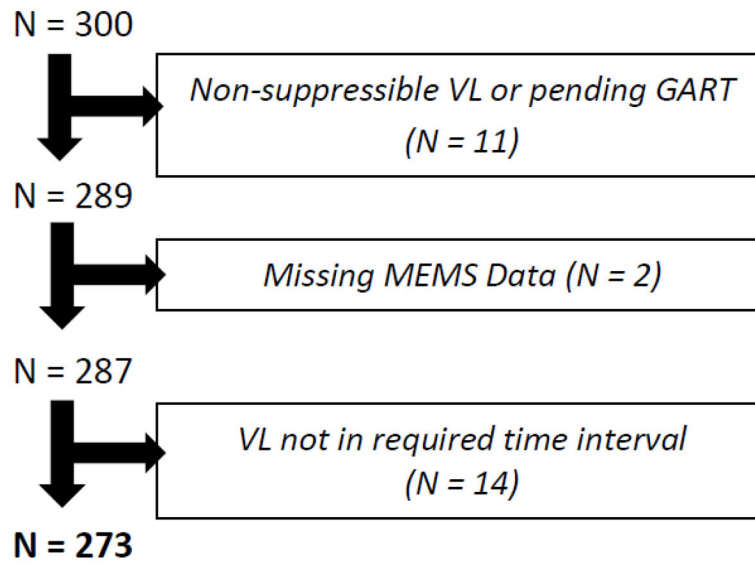 N = 300
Non-suppressible VL or pending GART
(N = 11)
N = 289
Missing MEMS Data (N = 2)
N = 287
VL not in required time interval
(N = 14)
N = 273